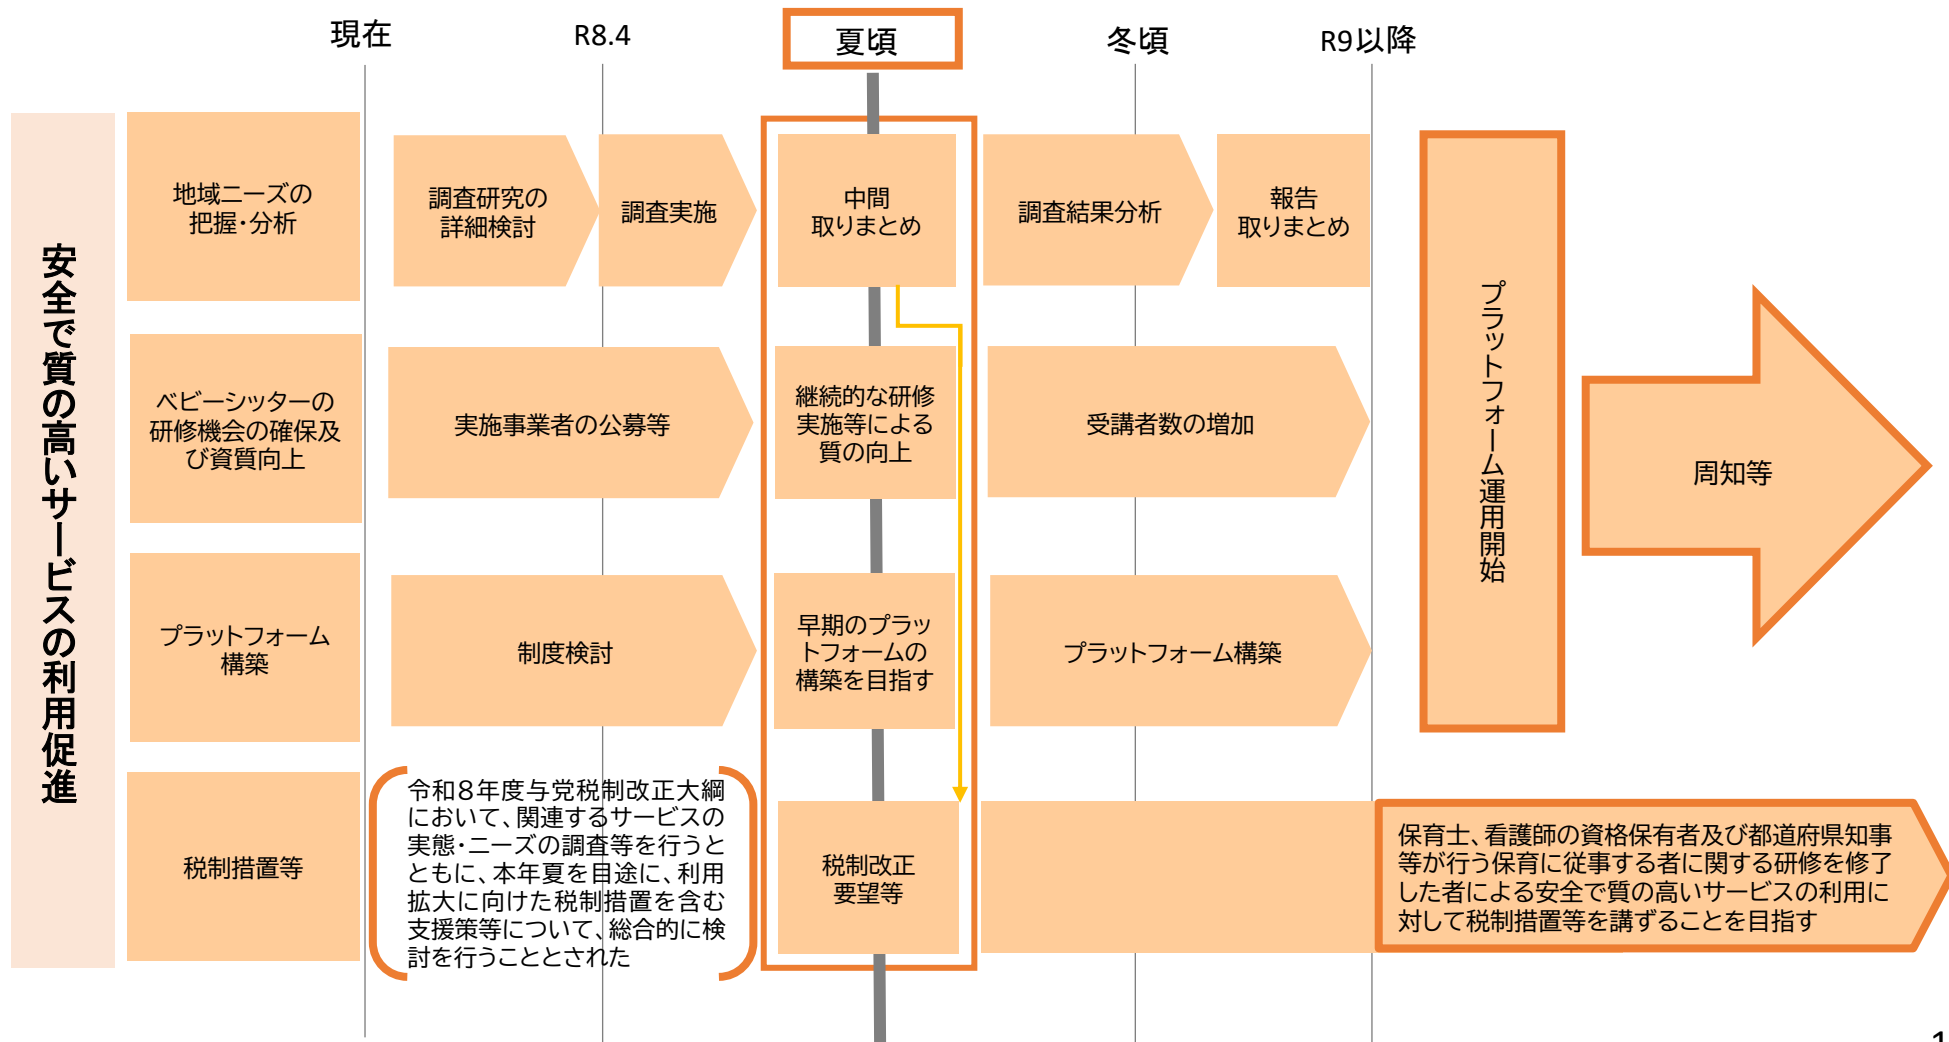 現在
R8.4
夏頃
冬頃
R9以降
安全で質の高いサービスの利用促進
地域ニーズの
把握・分析
調査研究の
詳細検討
調査実施
中間
取りまとめ
調査結果分析
報告
取りまとめ
ベビーシッターの
研修機会の確保及
び資質向上
実施事業者の公募等
継続的な研修
実施等による
質の向上
受講者数の増加
プラットフォーム
構築
制度検討
早期のプラッ
トフォームの
構築を目指す
プラットフォーム構築
プラットフォーム運用開始
周知等
税制措置等
令和８年度与党税制改正大綱
において、関連するサービスの
実態・ニーズの調査等を行うと
ともに、本年夏を目途に、利用
拡大に向けた税制措置を含む
支援策等について、総合的に検
討を行うこととされた
税制改正
要望等
保育士、看護師の資格保有者及び都道府県知事
等が行う保育に従事する者に関する研修を修了
した者による安全で質の高いサービスの利用に
対して税制措置等を講ずることを目指す
1